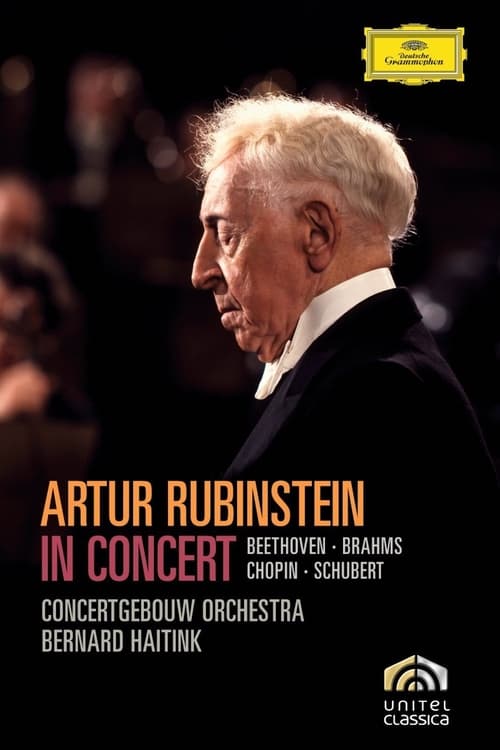 Deutsche
Grammophon
ARTUR RUBINSTEIN
IN CONCERT
BEETHOVEN · BRAHMS
CHOPIN · SCHUBERT
CONCERTGEBOUW ORCHESTRA
BERNARD HAITINK
UNITEL
CLASSICA